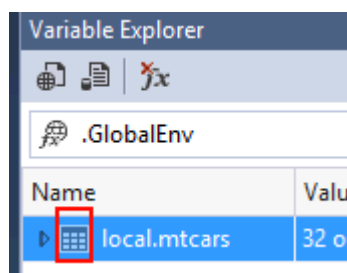 Variable Explorer
.GlobalEnv
Name Valu
local.mtcars 32 o